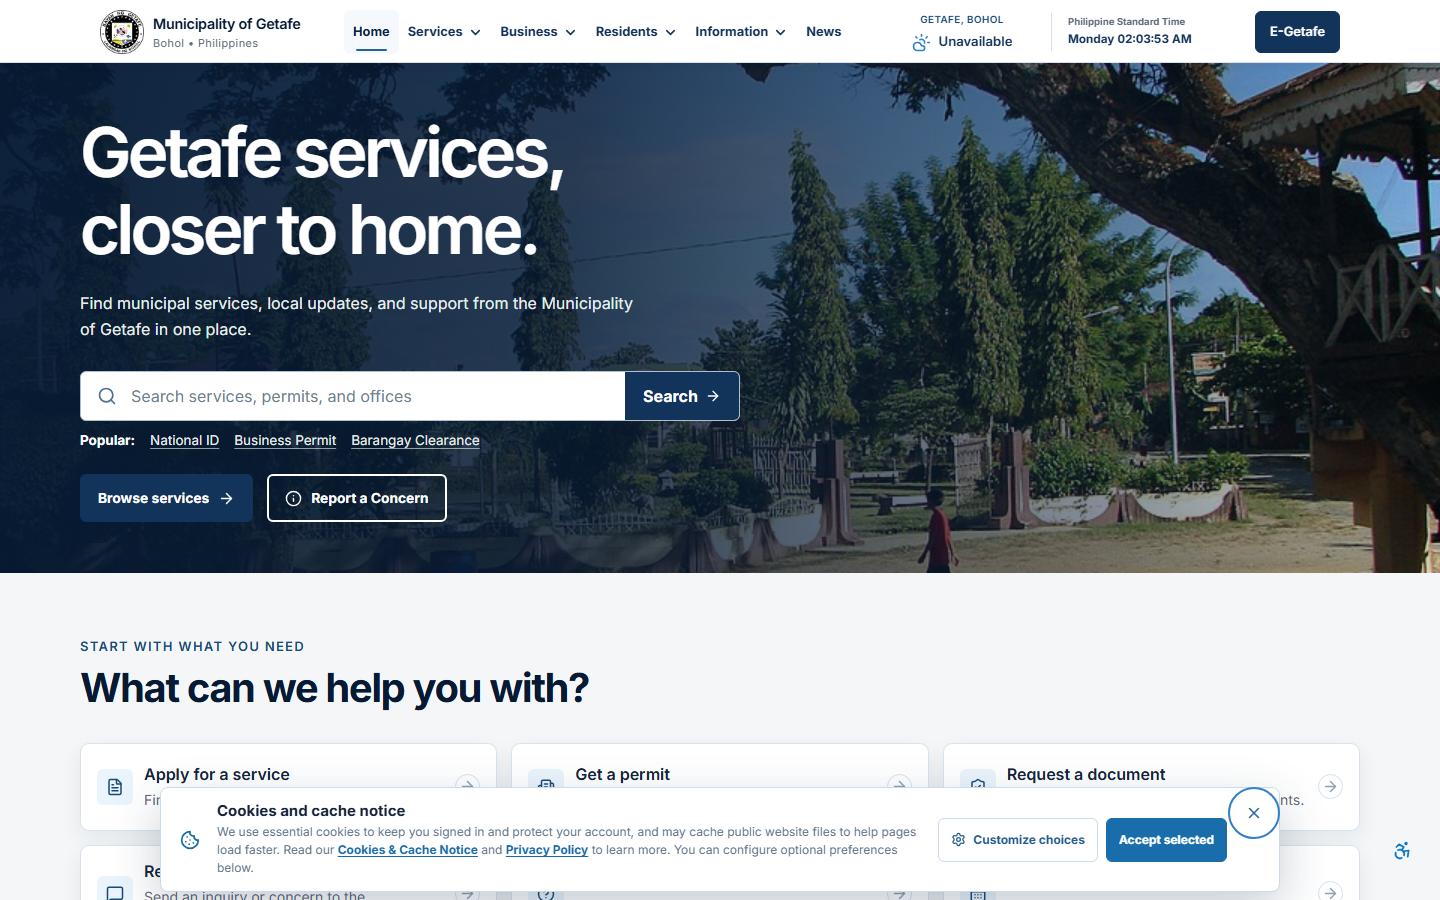 Municipality of Getafe
Bohol • Philippines
Home
Services
Business
Residents
Information
News
GETAFE, BOHOL
Unavailable
Philippine Standard Time
Monday 02:03:53 AM
E-Getafe
Getafe services,
closer to home.
Find municipal services, local updates, and support from the Municipality
of Getafe in one place.
Search services, permits, and offices
Search
Popular: National ID Business Permit Barangay Clearance
Browse services
Report a Concern
START WITH WHAT YOU NEED
What can we help you with?
Apply for a service
Get a permit
Request a document
Cookies and cache notice
We use essential cookies to keep you signed in and protect your account, and may cache public website files to help pages
load faster. Read our Cookies & Cache Notice and Privacy Policy to learn more. You can configure optional preferences
below.
Customize choices
Accept selected
Send an inquiry or concern to the